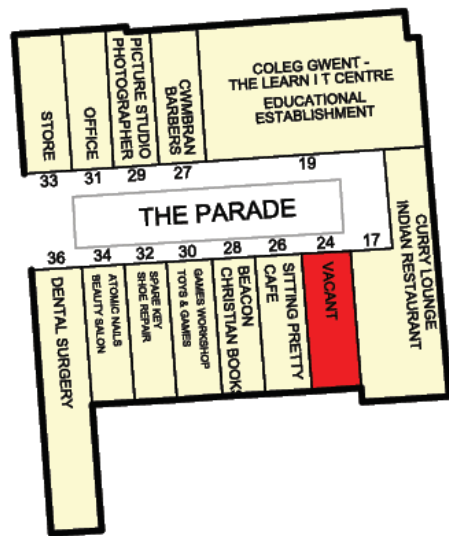 STORE
OFFICE
PICTURE STUDIO
PHOTOGRAPHER
CWMBRAN
BARBERS
COLEG GWENT -
THE LEARN I T CENTRE
EDUCATIONAL
ESTABLISHMENT
33
31
29
27
19
THE PARADE
36
34
32
30
28
26
24
17
DENTAL SURGERY
ATOMIC NAILS
BEAUTY SALON
SPARE KEY
SHOE REPAIR
GAMES WORKSHOP
TOYS & GAMES
BEACON
CHRISTIAN BOOKS
SITTING PRETTY
CAFE
VACANT
CURRY LOUNGE
INDIAN RESTAURANT